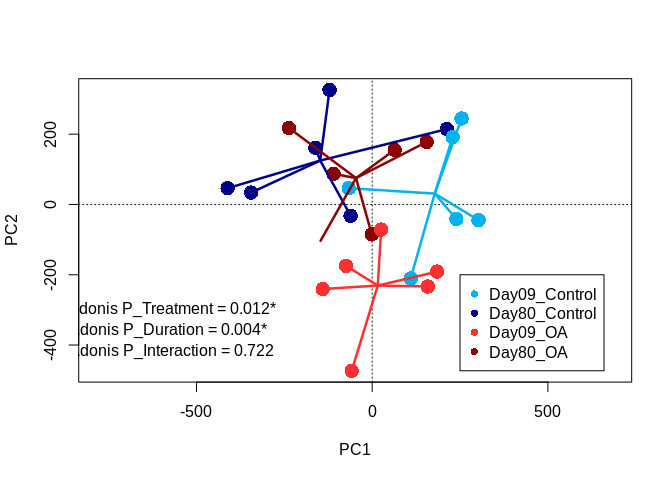 PC2
200
0
-200
-400
donis P_Treatment = 0.012*
donis P_Duration = 0.004*
donis P_Interaction = 0.722
Day09_Control
Day80_Control
Day09_OA
Day80_OA
-500 0 500
PC1